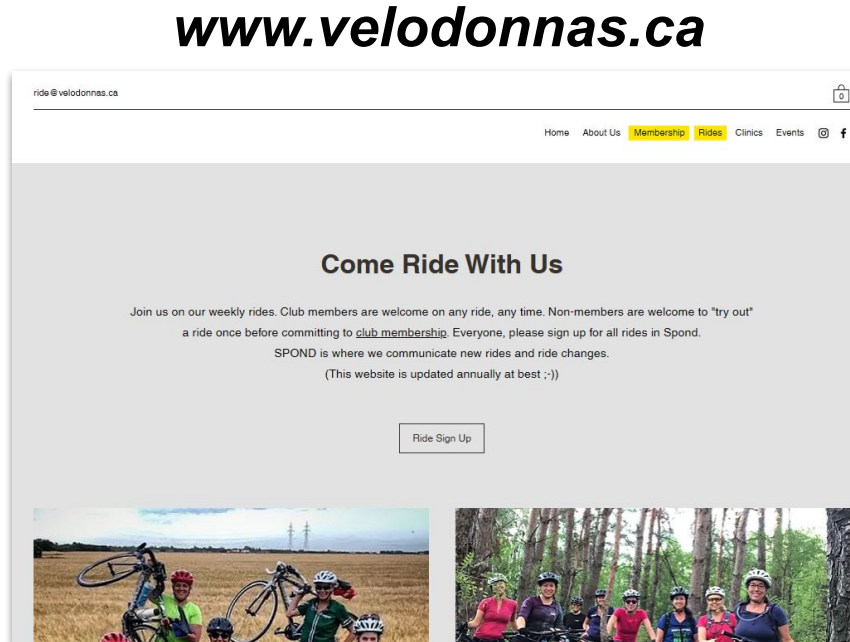 www.velodonnas.ca
ride@velodonnas.ca
0
Home About Us Membership Rides Clinics Events
Come Ride With Us
Join us on our weekly rides. Club members are welcome on any ride, any time. Non-members are welcome to "try out"
a ride once before committing to club membership. Everyone, please sign up for all rides in Spond.
SPOND is where we communicate new rides and ride changes.
(This website is updated annually at best ;-))
Ride Sign Up